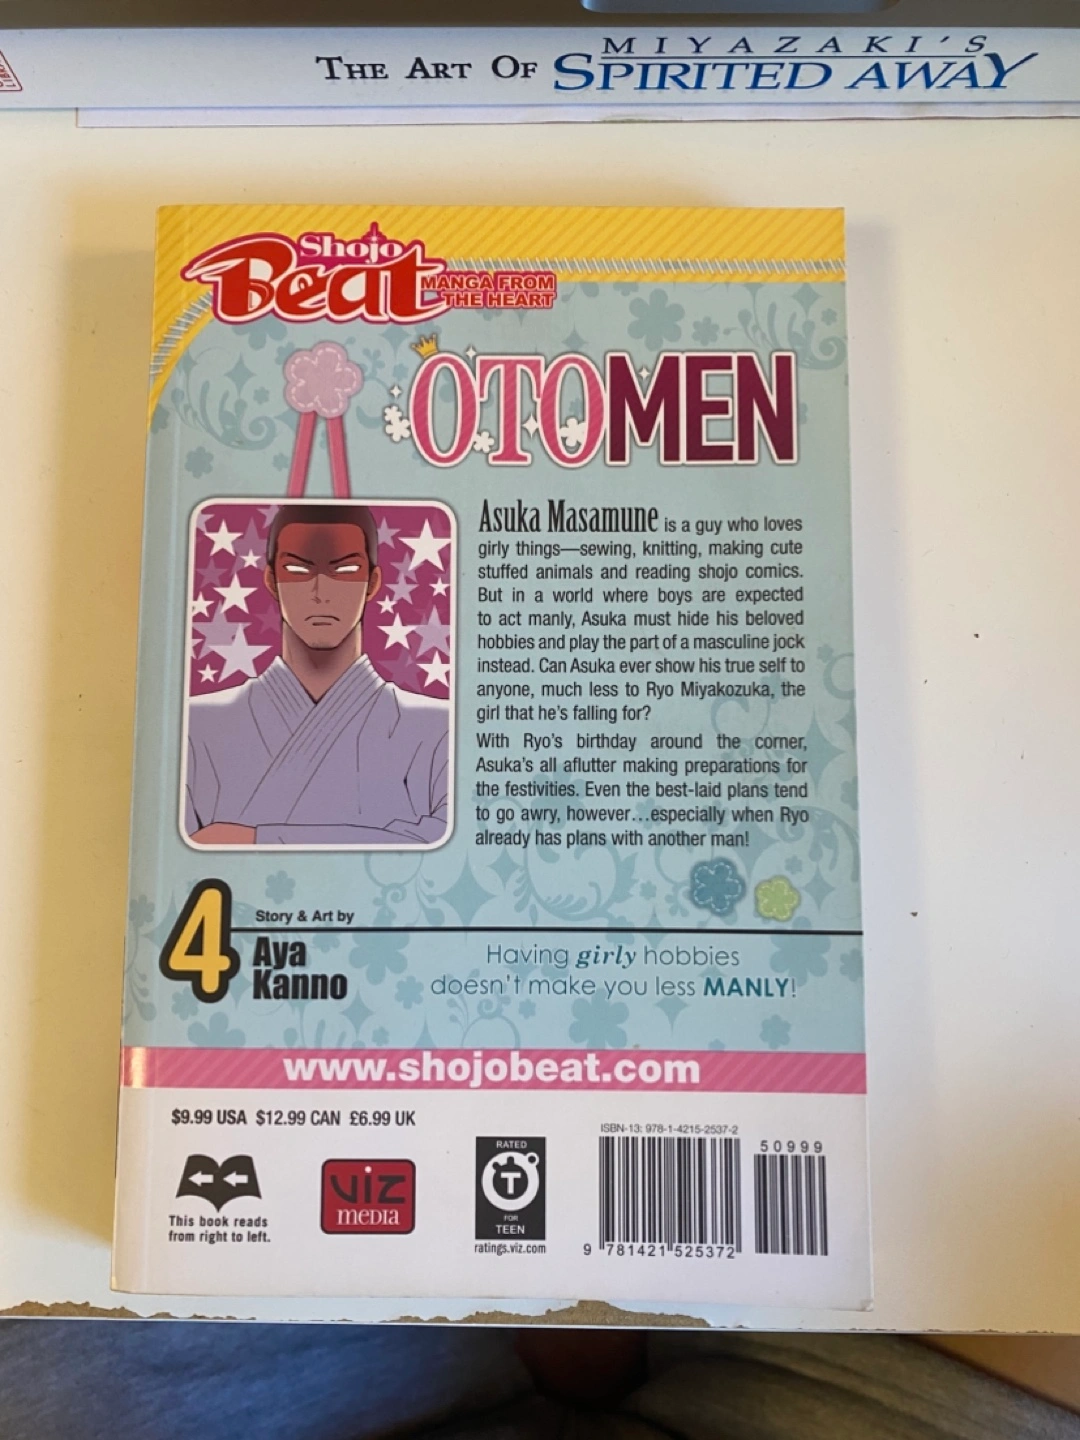 THE ART OF MIYAZAKI'S SPIRITED AWAY
Shojo
Beat
MANGA FROM
THE HEART
OTOMEN
Asuka Masamune is a guy who loves
girly things—sewing, knitting, making cute
stuffed animals and reading shojo comics.
But in a world where boys are expected
to act manly, Asuka must hide his beloved
hobbies and play the part of a masculine jock
instead. Can Asuka ever show his true self to
anyone, much less to Ryo Miyakozuka, the
girl that he's falling for?
With Ryo's birthday around the corner,
Asuka's all aflutter making preparations for
the festivities. Even the best-laid plans tend
to go awry, however...especially when Ryo
already has plans with another man!
4
Story & Art by
Aya
Kanno
Having girly hobbies
doesn't make you less MANLY!
www.shojobeat.com
$9.99 USA $12.99 CAN £6.99 UK
ISBN-13: 978-1-4215-2537-2
50999
This book reads
from right to left.
VIZ
MEDIA
RATED
T
FOR
TEEN
ratings.viz.com
9 781421 525372